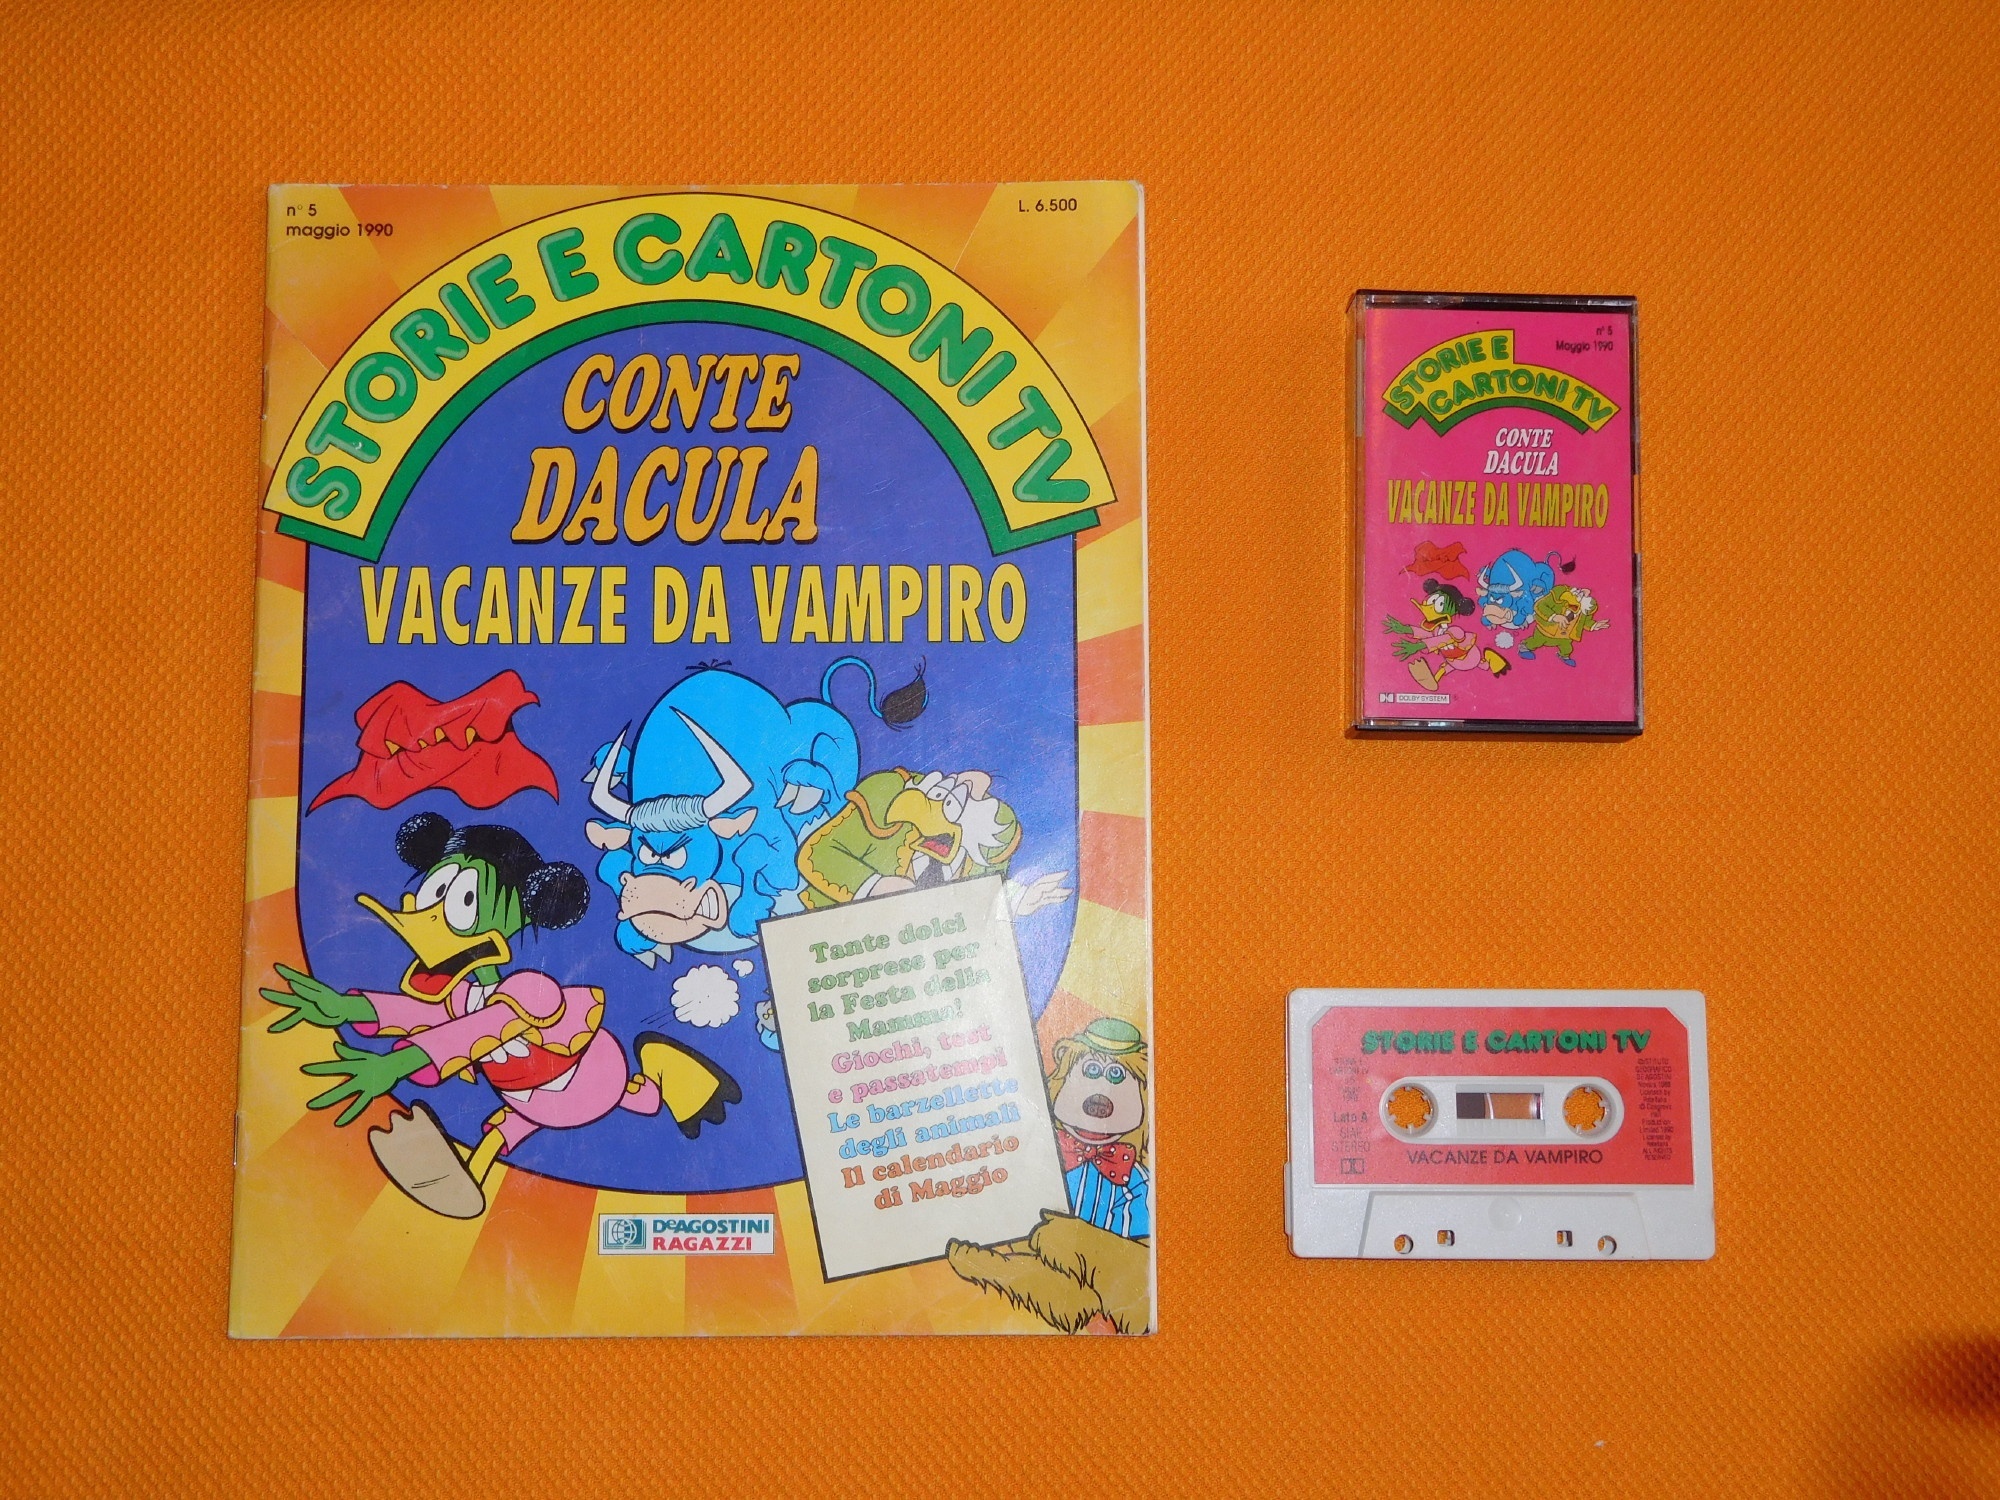 n° 5
maggio 1990
L. 6.500
STORIE E CARTONI TV
CONTE
DACULA
VACANZE DA VAMPIRO
Tante dolci
sorprese per
la Festa della
Mamma!
Giochi, test
e passatempi
Le barzellette
degli animali
Il calendario
di Maggio
DeAGOSTINI
RAGAZZI
n° 5
Maggio 1990
STORIE E
CARTONI TV
CONTE
DACULA
VACANZE DA VAMPIRO
DOLBY SYSTEM
STORIE E CARTONI TV
Lato A
STEREO
VACANZE DA VAMPIRO